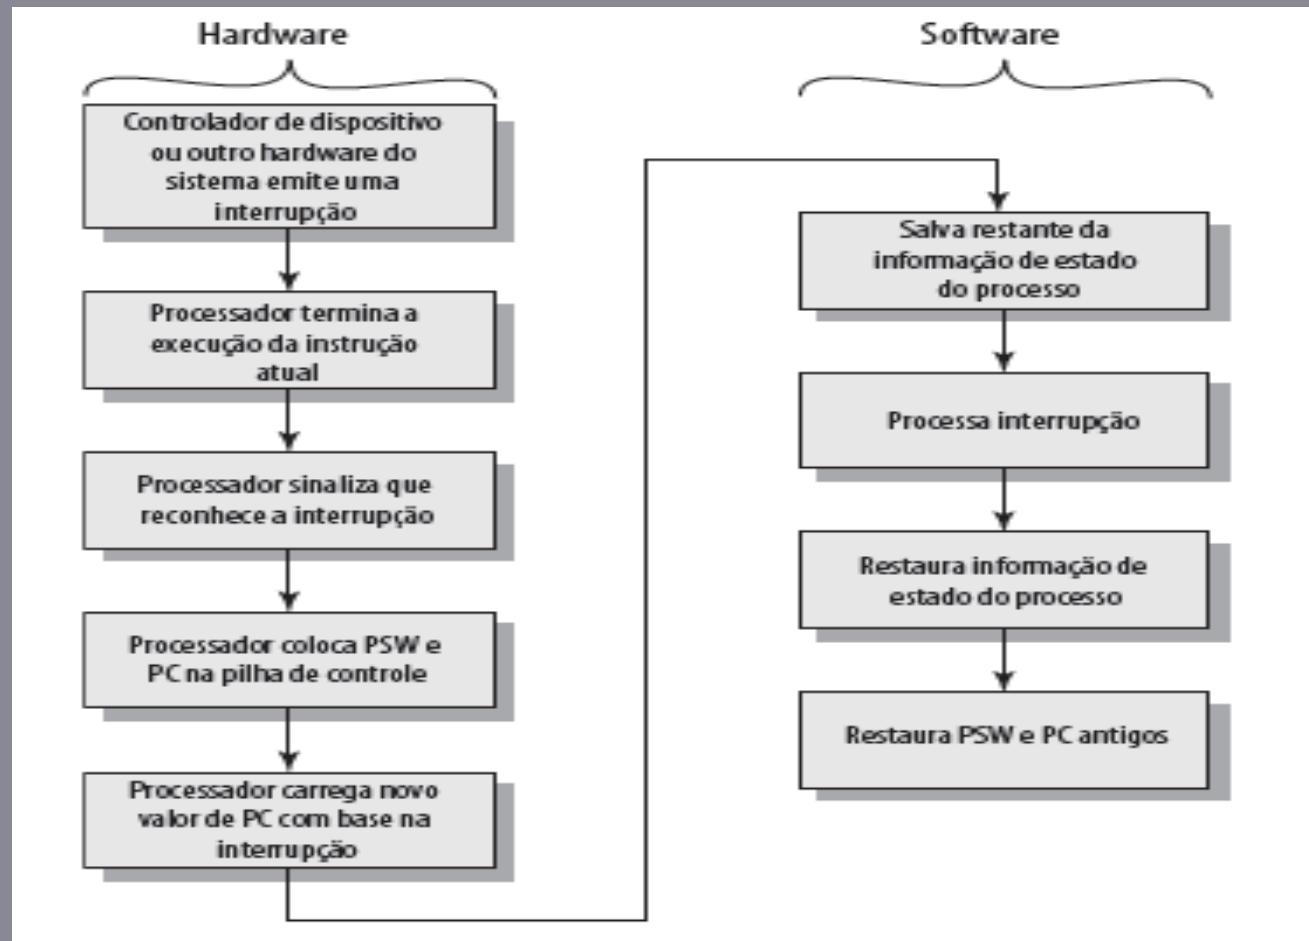 Hardware
Controlador de dispositivo
ou outro hardware do
sistema emite uma
interrupção
Processador termina a
execução da instrução
atual
Processador sinaliza que
reconhece a interrupção
Processador coloca PSW e
PC na pilha de controle
Processador carrega novo
valor de PC com base na
interrupção
Software
Salva restante da
informação de estado
do processo
Processa interrupção
Restaura informação de
estado do processo
Restaura PSW e PC antigos